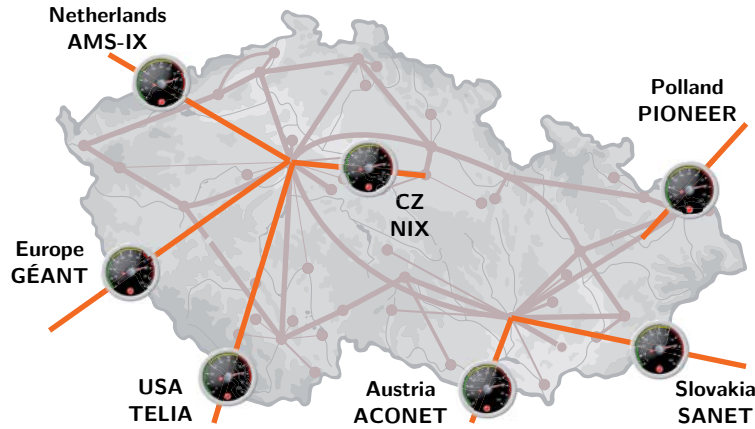 Netherlands
AMS-IX
Polland
PIONEER
CZ
NIX
Europe
GÉANT
USA
TELIA
Austria
ACONET
Slovakia
SANET